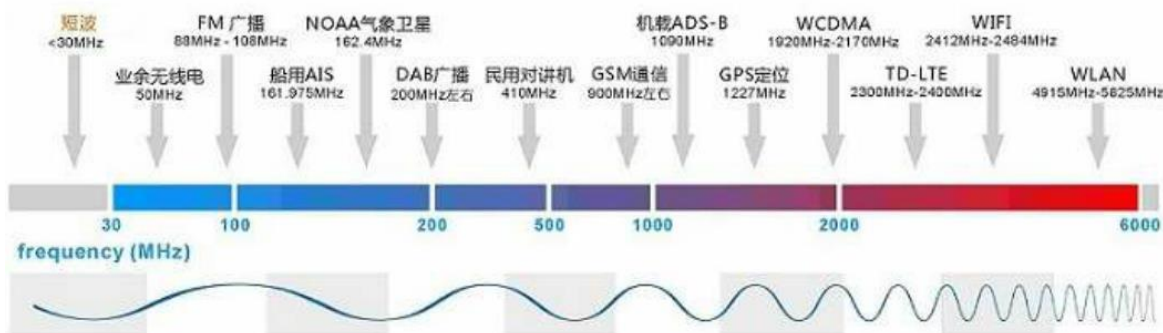 短波
<30MHz
FM 广播
88MHz - 108MHz
NOAA气象卫星
162.4MHz
机载ADS-B
1090MHz
WCDMA
1920MHz-2170MHz
WIFI
2412MHz-2484MHz
业余无线电
50MHz
船用AIS
161.975MHz
DAB广播
200MHz左右
民用对讲机
410MHz
GSM通信
900MHz左右
GPS定位
1227MHz
TD-LTE
2300MHz-2400MHz
WLAN
4915MHz-5825MHz
30 100 200 500 1000 2000 6000
frequency (MHz)